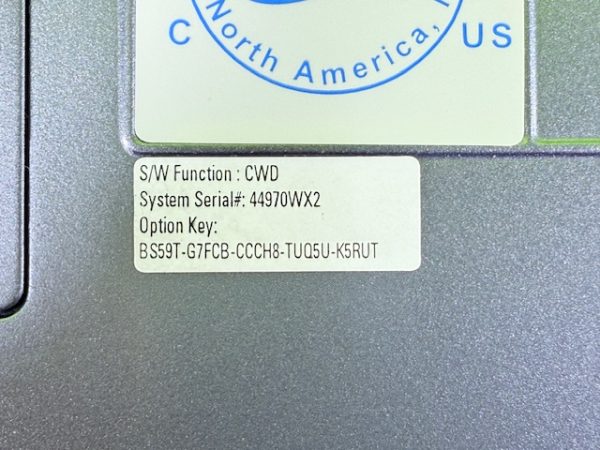 C US
North America,
S/W Function : CWD
System Serial#: 44970WX2
Option Key:
BS59T-G7FCB-CCCH8-TUQ5U-K5RUT